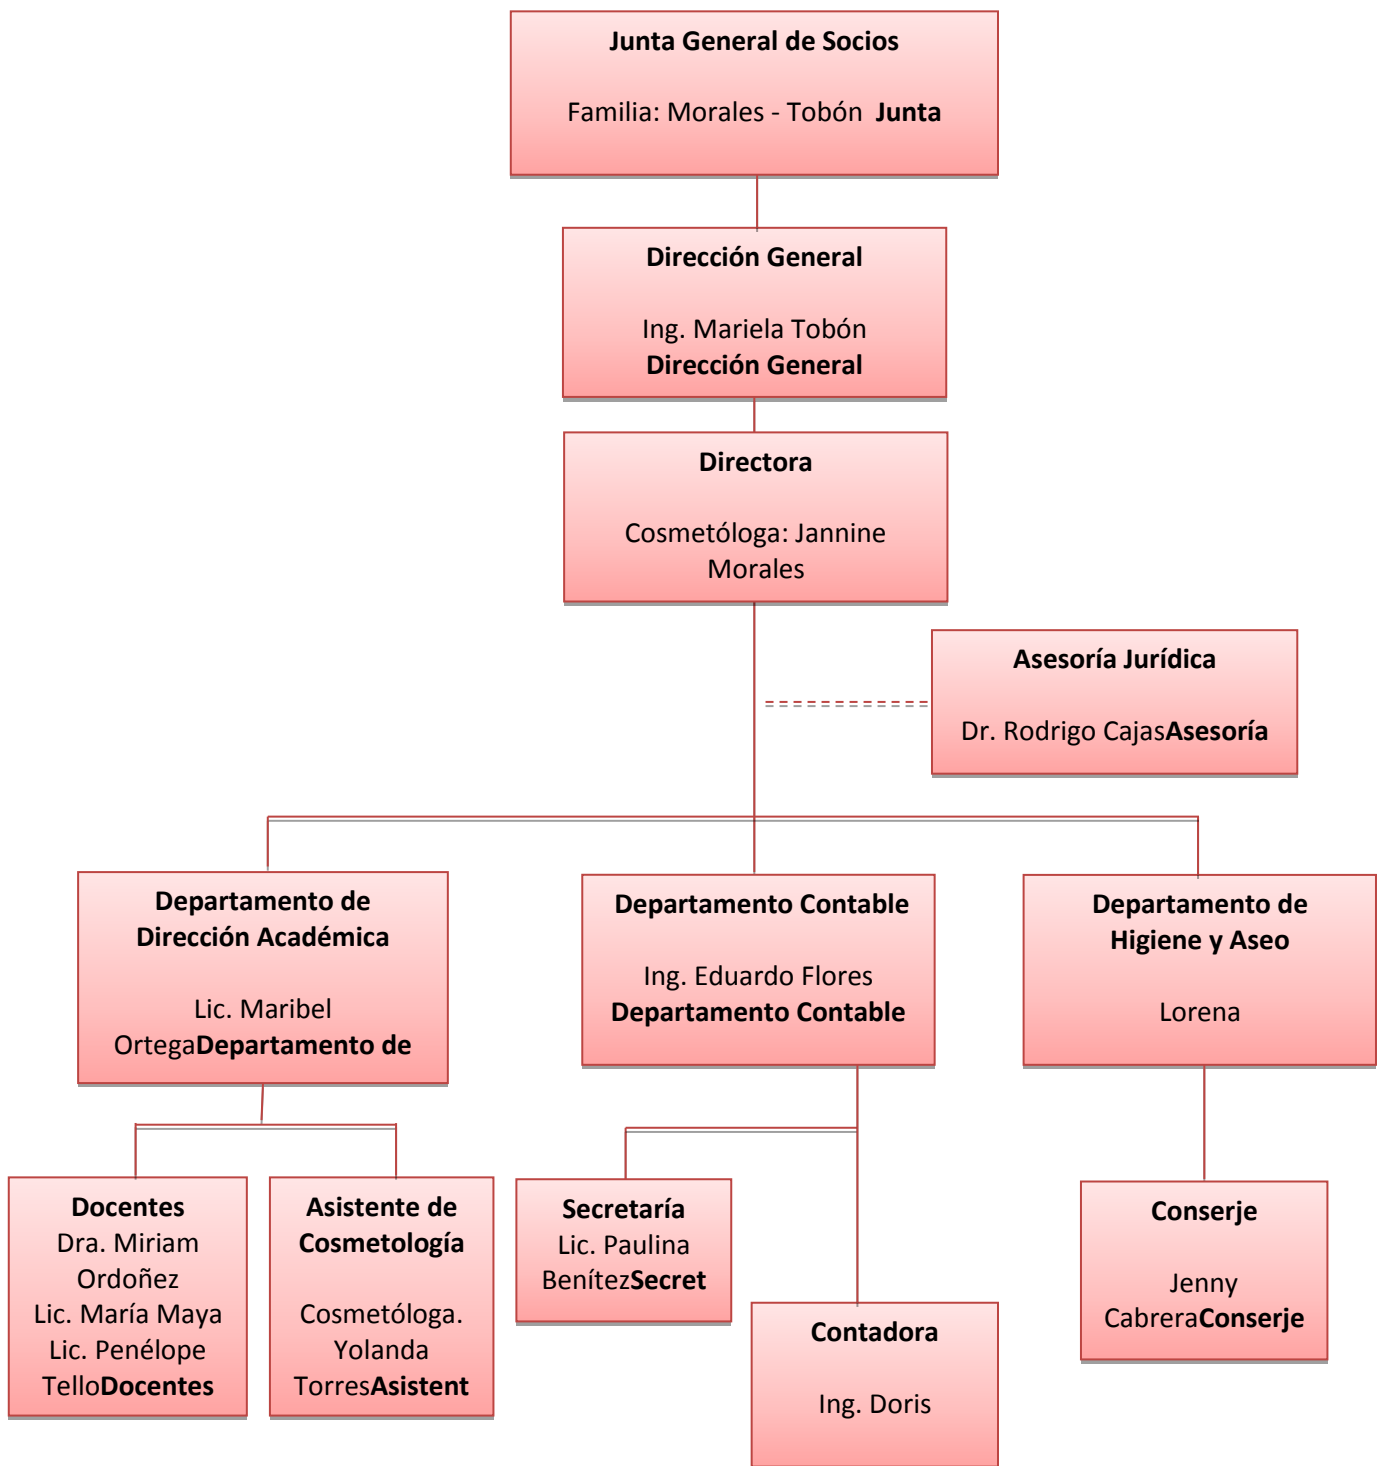 Junta General de Socios
Familia: Morales - Tobón Junta
Dirección General
Ing. Mariela Tobón
Dirección General
Directora
Cosmetóloga: Jannine
Morales
Asesoría Jurídica
Dr. Rodrigo CajasAsesoría
Departamento de
Dirección Académica
Lic. Maribel
OrtegaDepartamento de
Departamento Contable
Ing. Eduardo Flores
Departamento Contable
Departamento de
Higiene y Aseo
Lorena
Docentes
Dra. Miriam
Ordoñez
Lic. María Maya
Lic. Penélope
TelloDocentes
Asistente de
Cosmetología
Cosmetóloga.
Yolanda
TorresAsistent
Secretaría
Lic. Paulina
BenítezSecret
Contadora
Ing. Doris
Conserje
Jenny
CabreraConserje